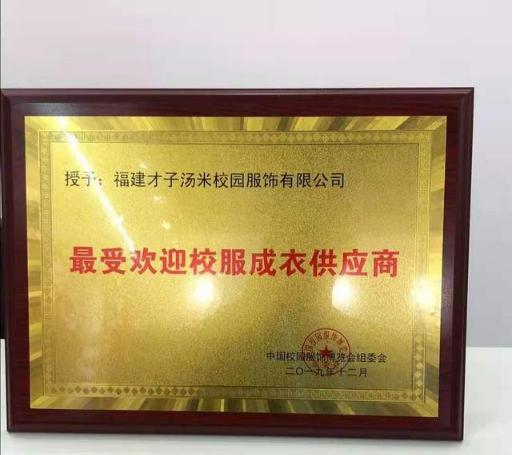 授予：福建才子汤米校园服饰有限公司
最受欢迎校服成衣供应商
中国校园服饰博览会组委会
二〇一九年十二月